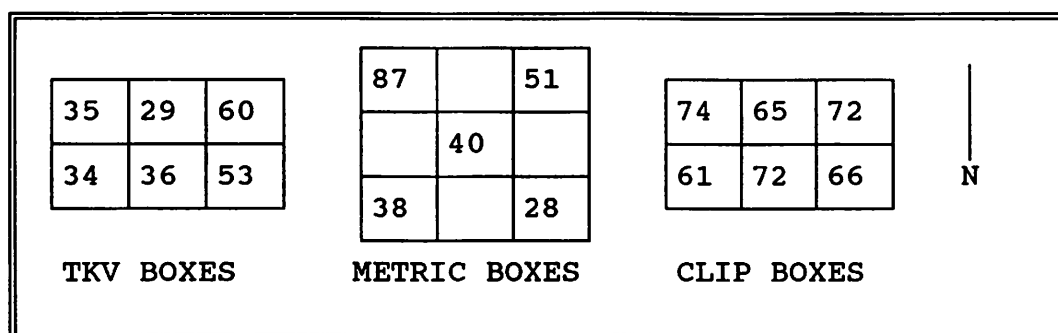 87 51
35 29 60
74 65 72
40
34 36 53
61 72 66
N
38 28
TKV BOXES METRIC BOXES CLIP BOXES